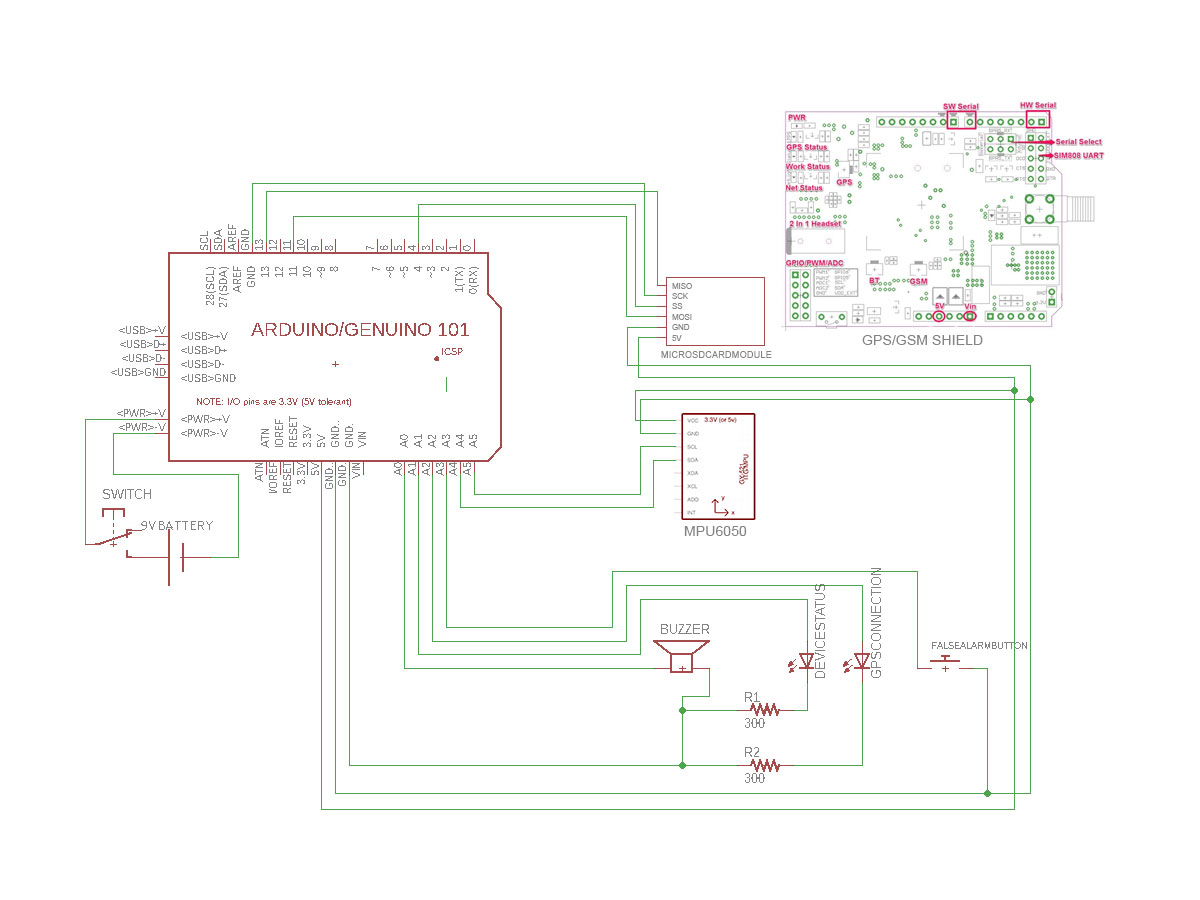 SW Serial
HW Serial
PWR
GPS Status
Serial Select
SIM808 UART
Work Status
GPS
Net Status
2 In 1 Headset
GPIO/PWM/ADC
BT
GSM
5V
Vin
GPS/GSM SHIELD
SCL
SDA
AREF
GND
13
12
11
10
9
8
7
6
5
4
3
2
1
0
28(SCL)
27(SDA)
AREF
GND
13
12
11
10
~9
8
7
~6
~5
4
~3
2
1(TX)
0(RX)
MISO
SCK
SS
MOSI
GND
5V
MICROSDCARDMODULE
ARDUINO/GENUINO 101
ICSP
<USB>+V
<USB>D+
<USB>D-
<USB>GND
<USB>+V
<USB>D+
<USB>D-
<USB>GND
NOTE: I/O pins are 3.3V (5V tolerant)
<PWR>+V
<PWR>-V
<PWR>+V
<PWR>-V
ATN
IOREF
RESET
3.3V
5V
GND..
GND.
VIN
A0
A1
A2
A3
A4
A5
ATN
I/OREF
RESET
3.3V
5V
GND..
GND.
VIN
A0
A1
A2
A3
A4
A5
VCC
3.3V (or 5v)
GND
SCL
SDA
XDA
XCL
ADO
INT
Y
X
MPU6050
SWITCH
9V BATTERY
BUZZER
DEVICESTATUS
GPSCONNECTION
FALSEALARMBUTTON
R1
300
R2
300